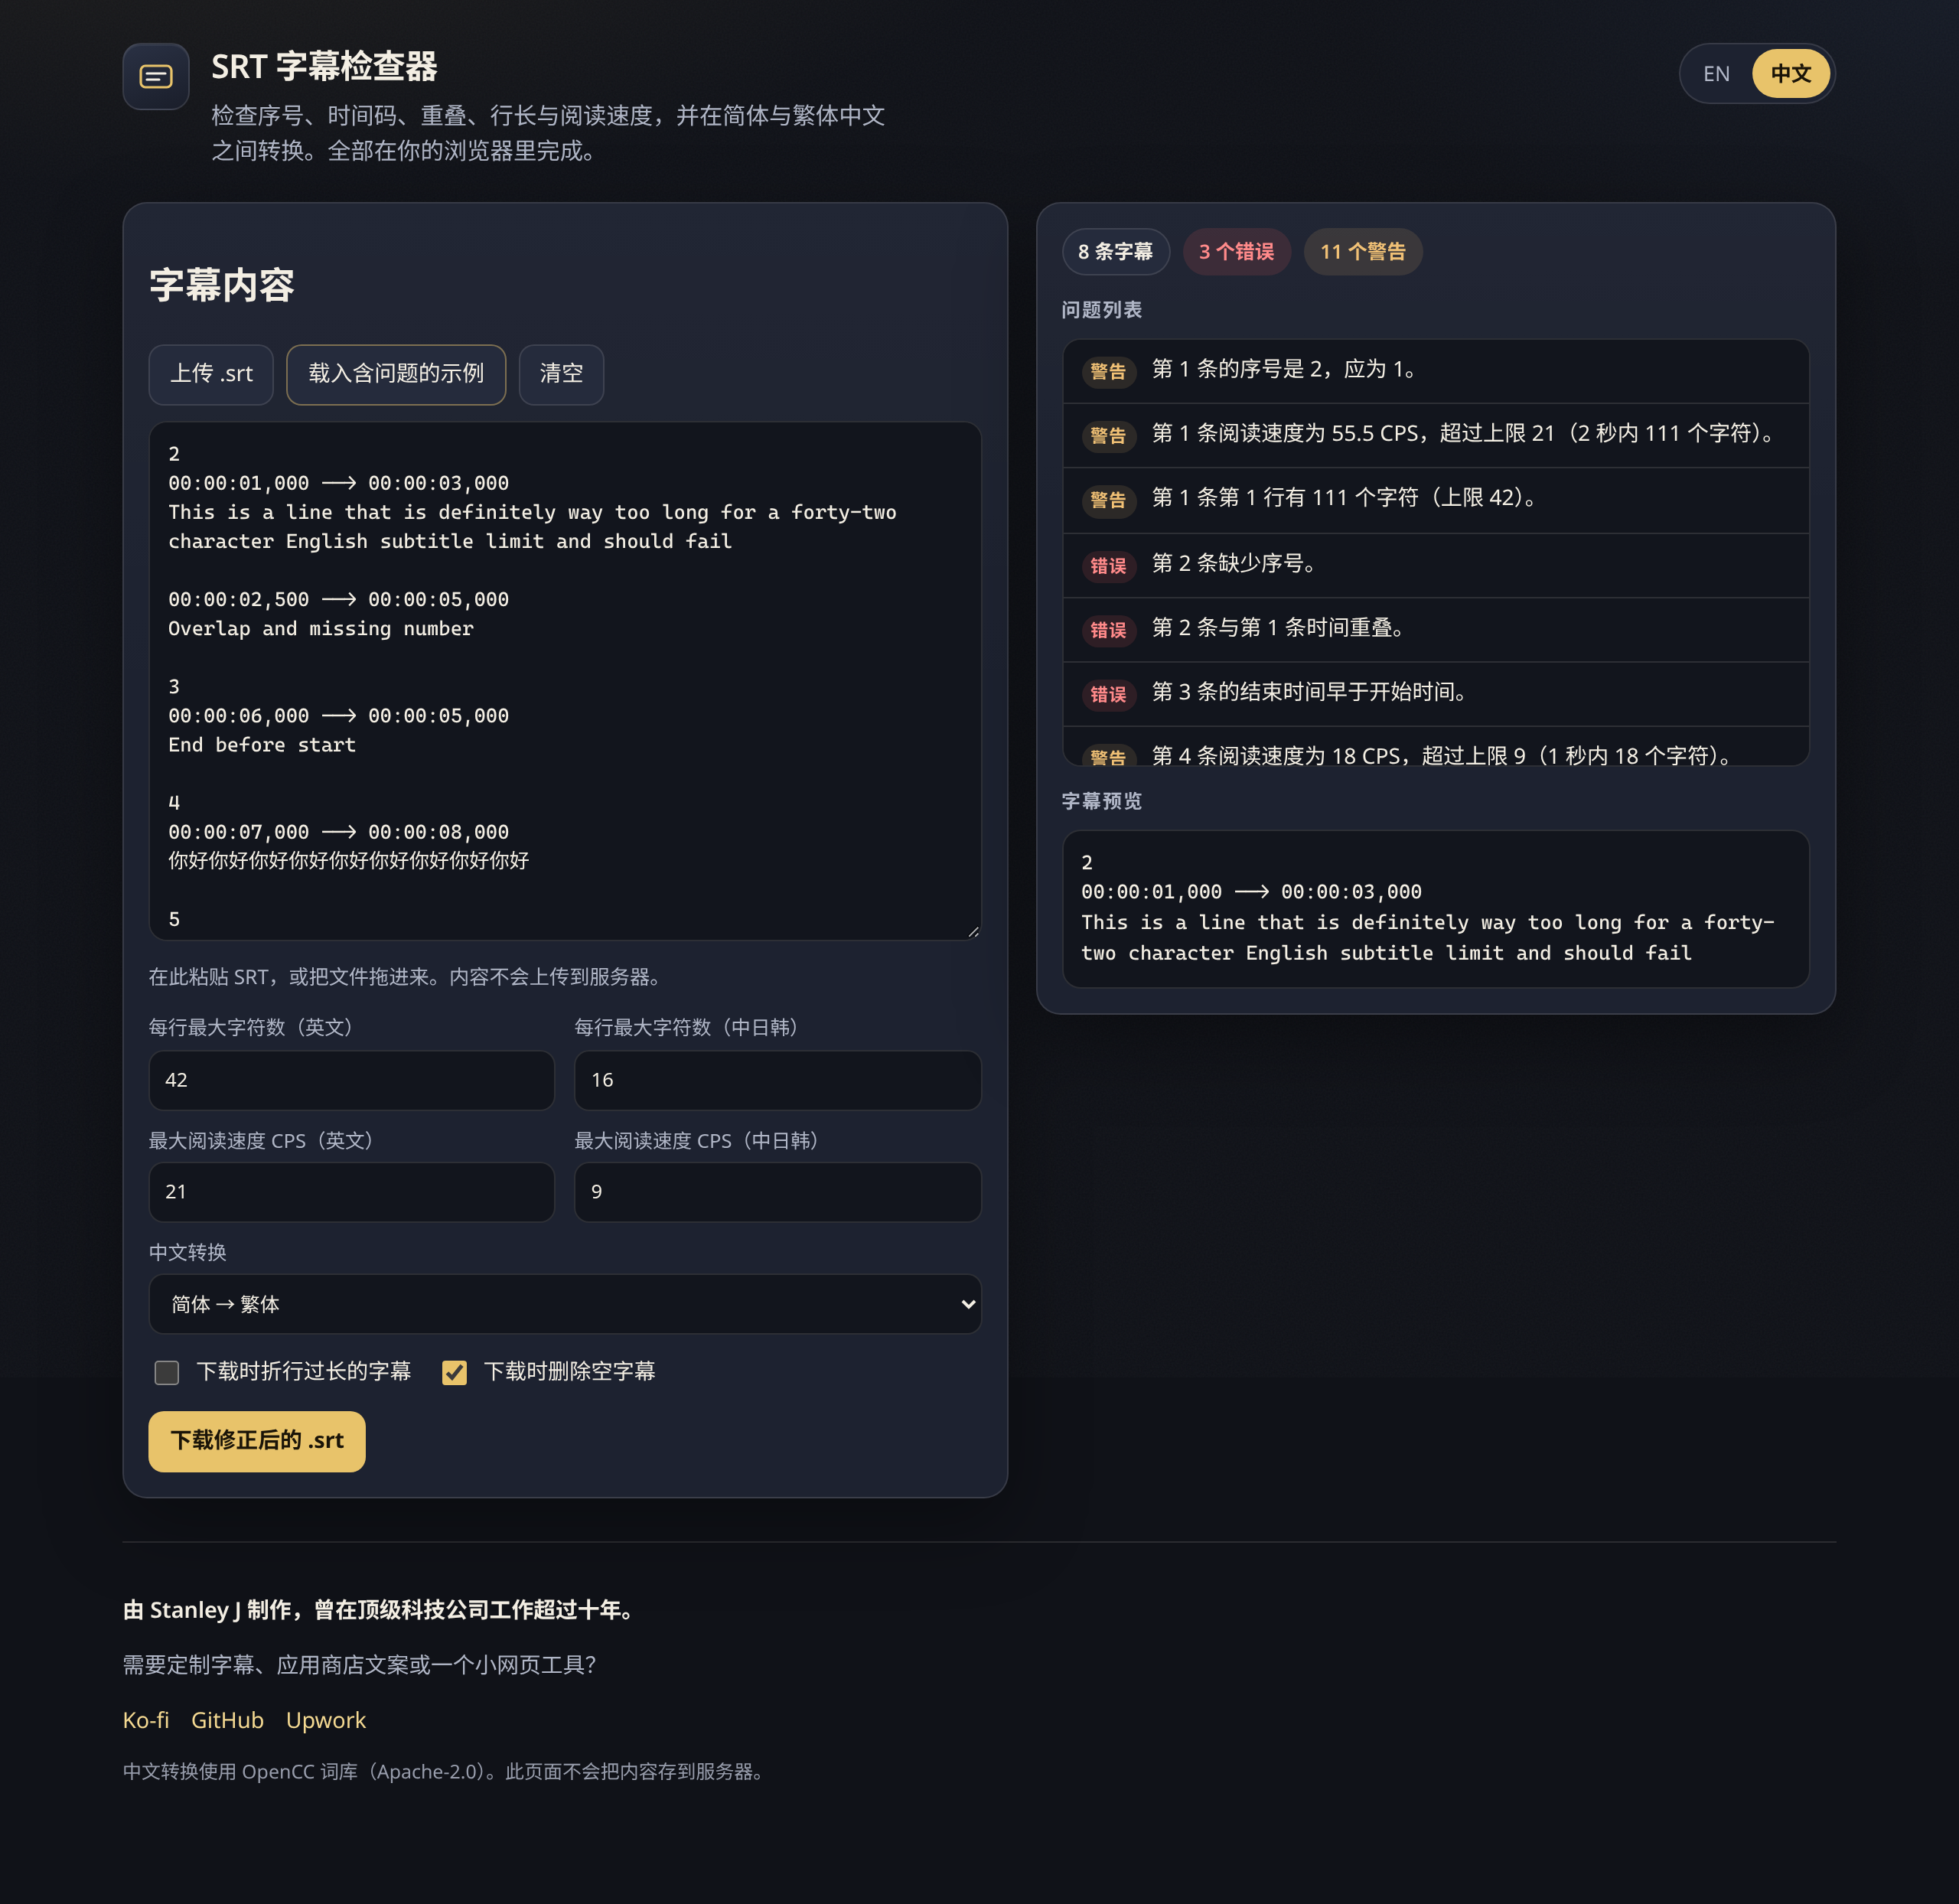 SRT 字幕检查器
检查序号、时间码、重叠、行长与阅读速度，并在简体与繁体中文
之间转换。全部在你的浏览器里完成。
EN 中文
字幕内容
上传 .srt 载入含问题的示例 清空
2
00:00:01,000 --> 00:00:03,000
This is a line that is definitely way too long for a forty-two
character English subtitle limit and should fail
00:00:02,500 --> 00:00:05,000
Overlap and missing number
3
00:00:06,000 --> 00:00:05,000
End before start
4
00:00:07,000 --> 00:00:08,000
你好你好你好你好你好你好你好你好你好
5
在此粘贴 SRT，或把文件拖进来。内容不会上传到服务器。
每行最大字符数（英文） 每行最大字符数（中日韩）
42 16
最大阅读速度 CPS（英文） 最大阅读速度 CPS（中日韩）
21 9
中文转换
简体 → 繁体
下载时折行过长的字幕 下载时删除空字幕
下载修正后的 .srt
8 条字幕 3 个错误 11 个警告
问题列表
警告 第 1 条的序号是 2，应为 1。
警告 第 1 条阅读速度为 55.5 CPS，超过上限 21（2 秒内 111 个字符）。
警告 第 1 条第 1 行有 111 个字符（上限 42）。
错误 第 2 条缺少序号。
错误 第 2 条与第 1 条时间重叠。
错误 第 3 条的结束时间早于开始时间。
警告 第 4 条阅读速度为 18 CPS，超过上限 9（1 秒内 18 个字符）。
字幕预览
2
00:00:01,000 --> 00:00:03,000
This is a line that is definitely way too long for a forty-
two character English subtitle limit and should fail
由 Stanley J 制作，曾在顶级科技公司工作超过十年。
需要定制字幕、应用商店文案或一个小网页工具？
Ko-fi GitHub Upwork
中文转换使用 OpenCC 词库（Apache-2.0）。此页面不会把内容存到服务器。